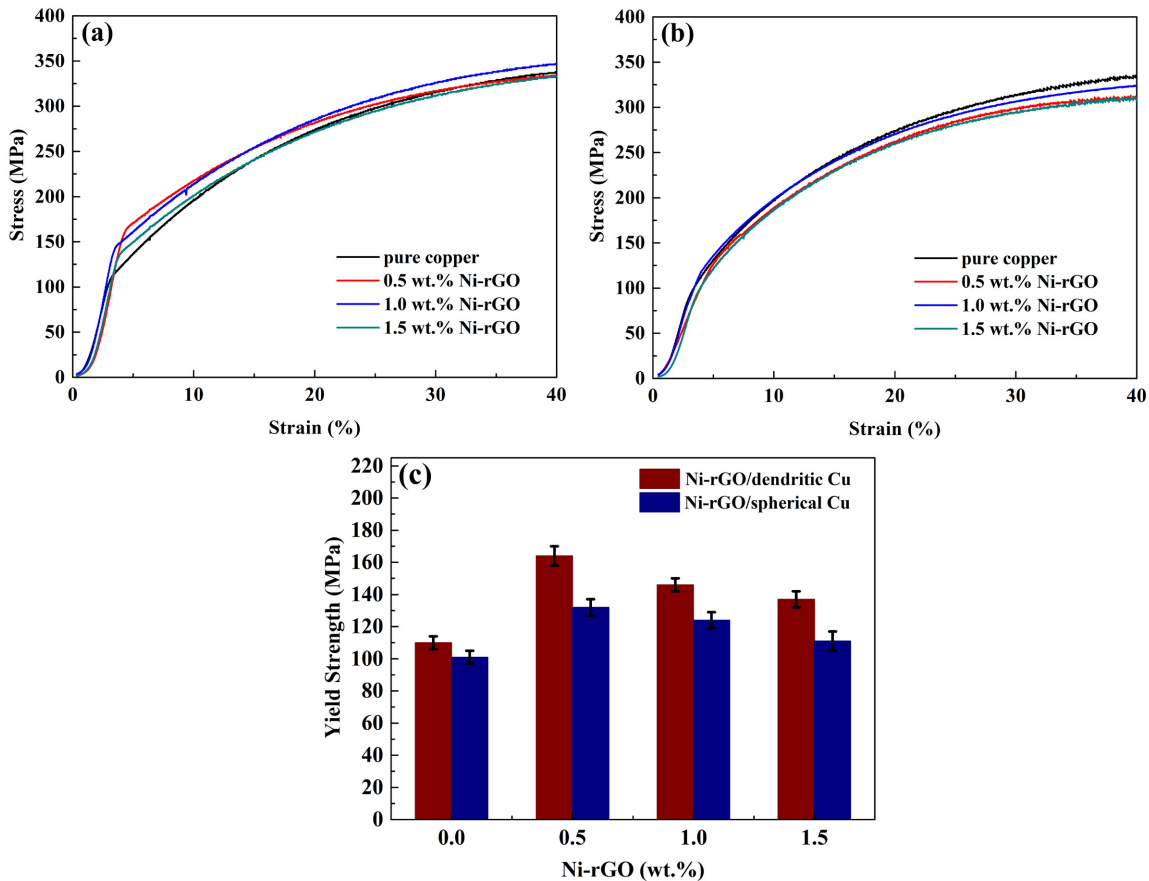 (a)
400
350
300
250
200
150
100
50
0
Stress (MPa)
pure copper
0.5 wt.% Ni-rGO
1.0 wt.% Ni-rGO
1.5 wt.% Ni-rGO
0 10 20 30 40
Strain (%)
(b)
400
350
300
250
200
150
100
50
0
Stress (MPa)
pure copper
0.5 wt.% Ni-rGO
1.0 wt.% Ni-rGO
1.5 wt.% Ni-rGO
0 10 20 30 40
Strain (%)
(c)
220
200
180
160
140
120
100
80
60
40
20
0
Yield Strength (MPa)
Ni-rGO/dendritic Cu
Ni-rGO/spherical Cu
0.0 0.5 1.0 1.5
Ni-rGO (wt.%)